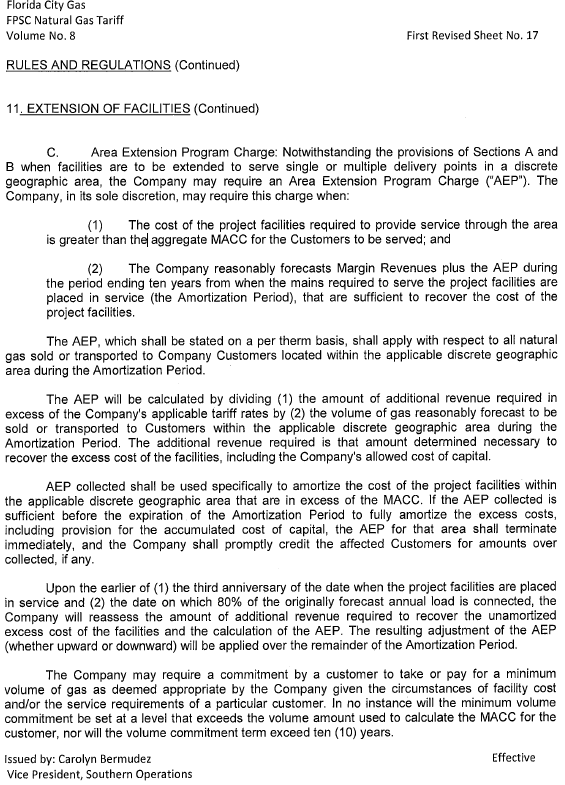 Florida City Gas
FPSC Natural Gas Tariff
Volume No. 8 First Revised Sheet No. 17
RULES AND REGULATIONS (Continued)
11. EXTENSION OF FACILITIES (Continued)
C. Area Extension Program Charge: Notwithstanding the provisions of Sections A and
B when facilities are to be extended to serve single or multiple delivery points in a discrete
geographic area, the Company may require an Area Extension Program Charge ("AEP"). The
Company, in its sole discretion, may require this charge when:
(1) The cost of the project facilities required to provide service through the area
is greater than the aggregate MACC for the Customers to be served; and
(2) The Company reasonably forecasts Margin Revenues plus the AEP during
the period ending ten years from when the mains required to serve the project facilities are
placed in service (the Amortization Period), that are sufficient to recover the cost of the
project facilities.
The AEP, which shall be stated on a per therm basis, shall apply with respect to all natural
gas sold or transported to Company Customers located within the applicable discrete geographic
area during the Amortization Period.
The AEP will be calculated by dividing (1) the amount of additional revenue required in
excess of the Company's applicable tariff rates by (2) the volume of gas reasonably forecast to be
sold or transported to Customers within the applicable discrete geographic area during the
Amortization Period. The additional revenue required is that amount determined necessary to
recover the excess cost of the facilities, including the Company's allowed cost of capital.
AEP collected shall be used specifically to amortize the cost of the project facilities within
the applicable discrete geographic area that are in excess of the MACC. If the AEP collected is
sufficient before the expiration of the Amortization Period to fully amortize the excess costs,
including provision for the accumulated cost of capital, the AEP for that area shall terminate
immediately, and the Company shall promptly credit the affected Customers for amounts over
collected, if any.
Upon the earlier of (1) the third anniversary of the date when the project facilities are placed
in service and (2) the date on which 80% of the originally forecast annual load is connected, the
Company will reassess the amount of additional revenue required to recover the unamortized
excess cost of the facilities and the calculation of the AEP. The resulting adjustment of the AEP
(whether upward or downward) will be applied over the remainder of the Amortization Period.
The Company may require a commitment by a customer to take or pay for a minimum
volume of gas as deemed appropriate by the Company given the circumstances of facility cost
and/or the service requirements of a particular customer. In no instance will the minimum volume
commitment be set at a level that exceeds the volume amount used to calculate the MACC for the
customer, nor will the volume commitment term exceed ten (10) years.
Issued by: Carolyn Bermudez Effective
Vice President, Southern Operations